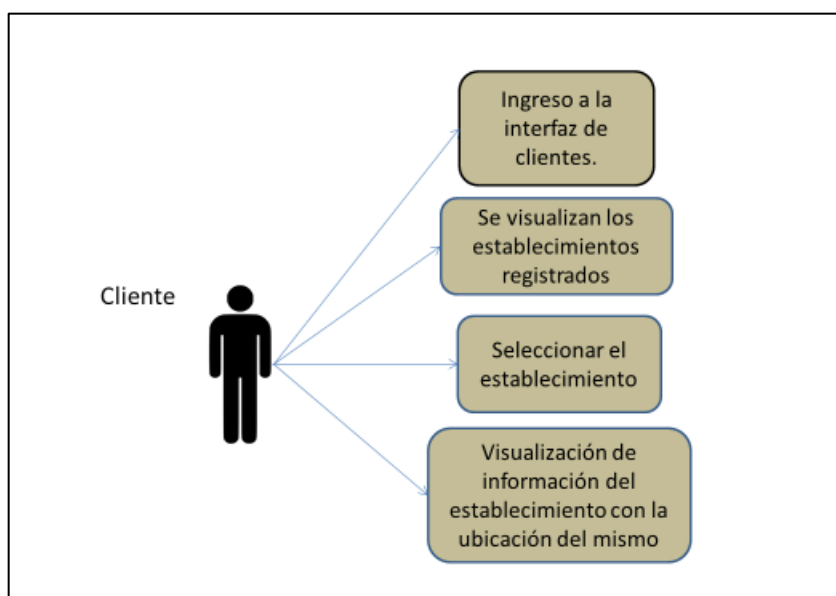 Ingreso a la
interfaz de
clientes.
Se visualizan los
establecimientos
registrados
Cliente
Seleccionar el
establecimiento
Visualización de
información del
establecimiento con la
ubicación del mismo